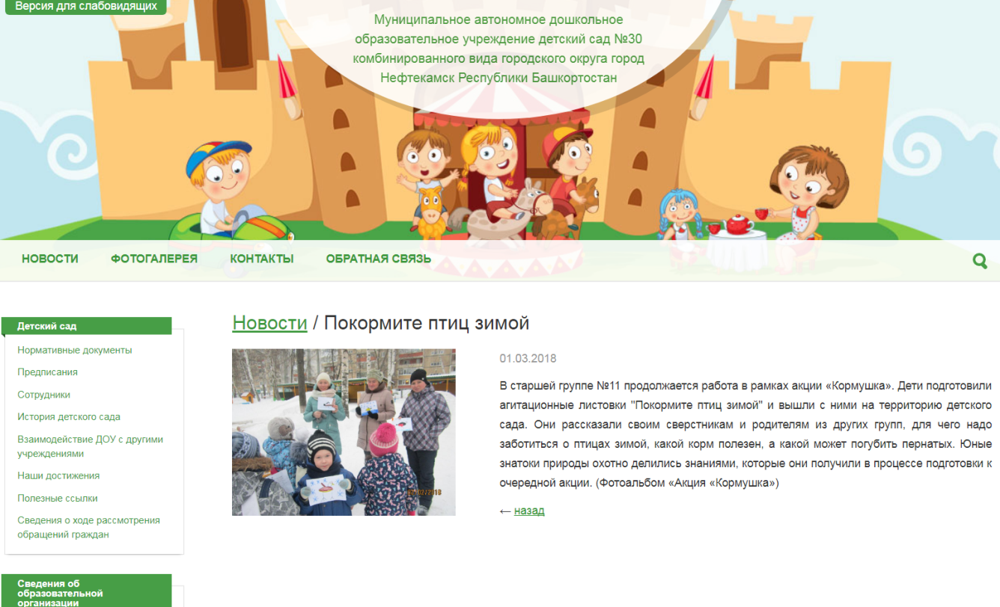 Версия для слабовидящих
Муниципальное автономное дошкольное
образовательное учреждение детский сад №30
комбинированного вида городского округа город
Нефтекамск Республики Башкортостан
НОВОСТИ ФОТОГАЛЕРЕЯ КОНТАКТЫ ОБРАТНАЯ СВЯЗЬ
Детский сад
Нормативные документы
Предписания
Сотрудники
История детского сада
Взаимодействие ДОУ с другими
учреждениями
Наши достижения
Полезные ссылки
Сведения о ходе рассмотрения
обращений граждан
Сведения об
образовательной
организации
Новости / Покормите птиц зимой
01.03.2018
В старшей группе №11 продолжается работа в рамках акции «Кормушка». Дети подготовили
агитационные листовки "Покормите птиц зимой" и вышли с ними на территорию детского
сада. Они рассказали своим сверстникам и родителям из других групп, для чего надо
заботиться о птицах зимой, какой корм полезен, а какой может погубить пернатых. Юные
знатоки природы охотно делились знаниями, которые они получили в процессе подготовки к
очередной акции. (Фотоальбом «Акция «Кормушка»)
← назад